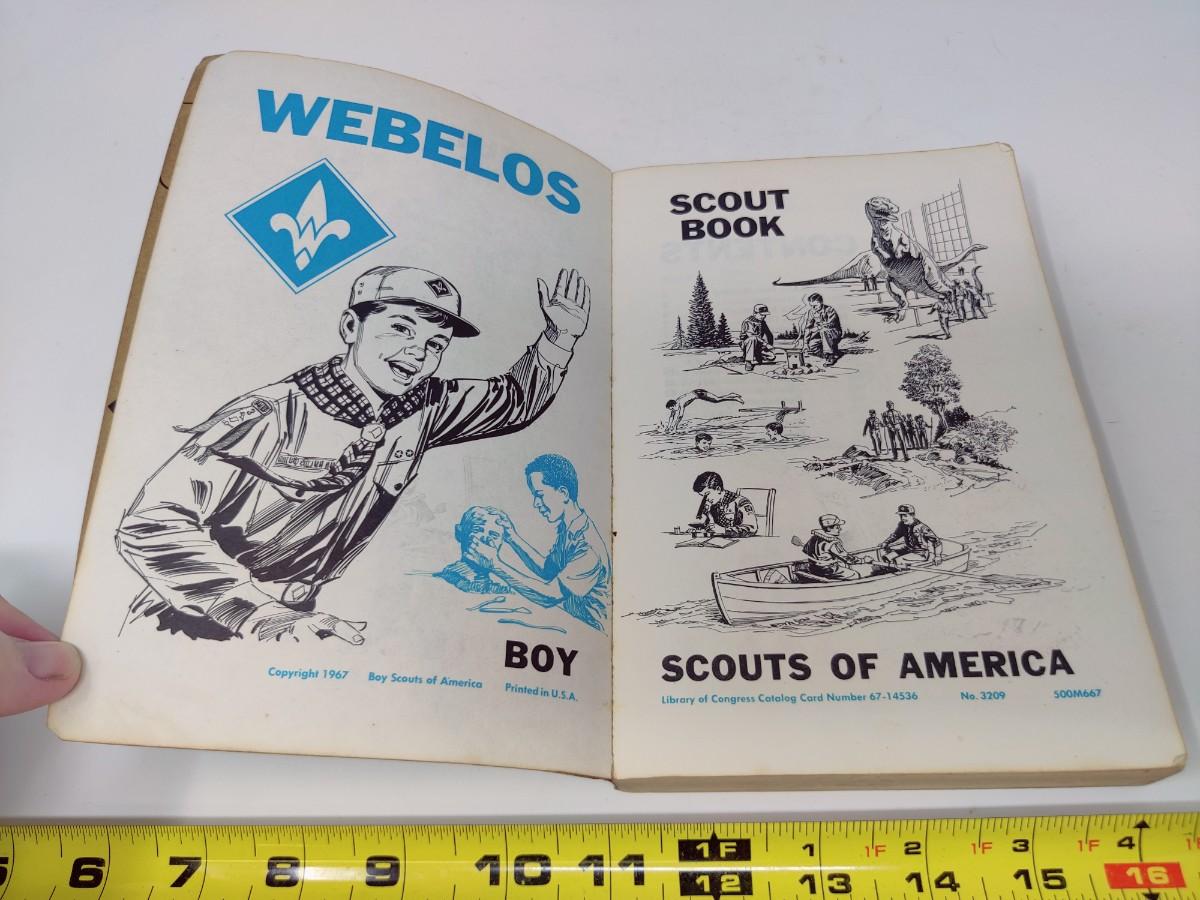 WEBELOS
W
BOY
Copyright 1967 Boy Scouts of America Printed in U.S.A.
SCOUT
BOOK
SCOUTS OF AMERICA
Library of Congress Catalog Card Number 67-14536 No. 3209 500M667
1F 1 1F 2 1F 3 1F 4 1F
6 7 8 9 10 11 12 13 14 15 16